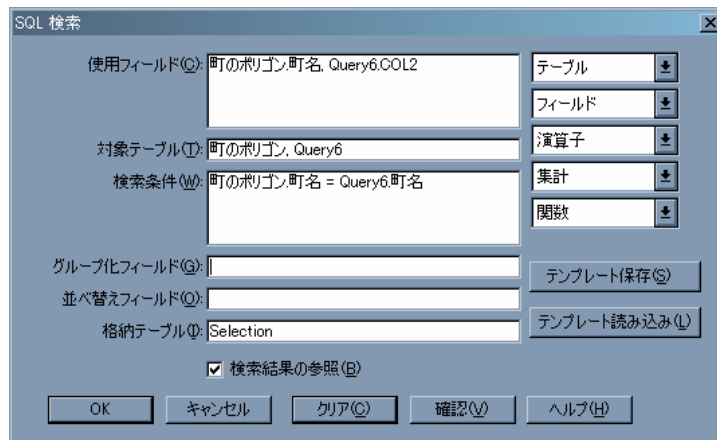 SQL 検索
使用フィールド(C): 町のポリゴン.町名, Query6.COL2
テーブル
フィールド
対象テーブル(T): 町のポリゴン, Query6
演算子
検索条件(W): 町のポリゴン.町名 = Query6.町名
集計
関数
グループ化フィールド(G):
テンプレート保存(S)
並べ替えフィールド(O):
格納テーブル(I): Selection
テンプレート読み込み(L)
検索結果の参照(B)
OK キャンセル クリア(C) 確認(V) ヘルプ(H)